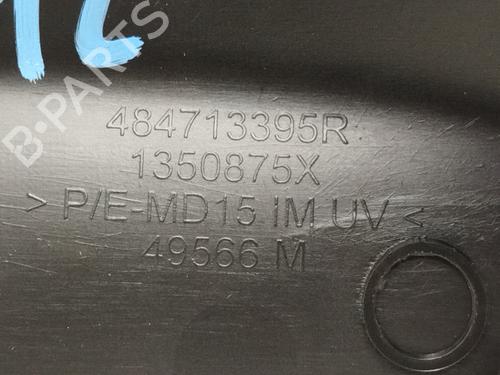 B-PARTS
484713395R
1350875X
> P/E-MD15 IM UV <
49566 M